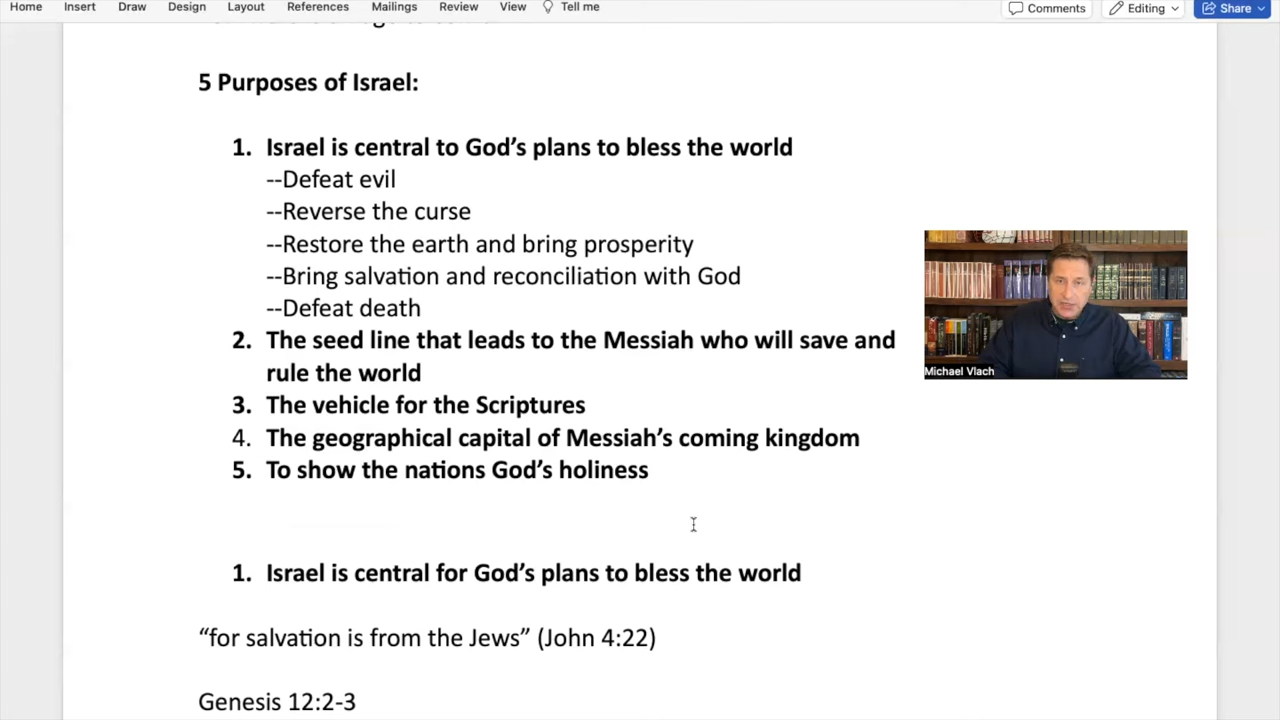 Home Insert Draw Design Layout References Mailings Review View Tell me Comments Editing Share
5 Purposes of Israel:
1. Israel is central to God’s plans to bless the world
--Defeat evil
--Reverse the curse
--Restore the earth and bring prosperity
--Bring salvation and reconciliation with God
--Defeat death
2. The seed line that leads to the Messiah who will save and
rule the world
Michael Vlach
3. The vehicle for the Scriptures
4. The geographical capital of Messiah’s coming kingdom
5. To show the nations God’s holiness
1. Israel is central for God’s plans to bless the world
“for salvation is from the Jews” (John 4:22)
Genesis 12:2-3